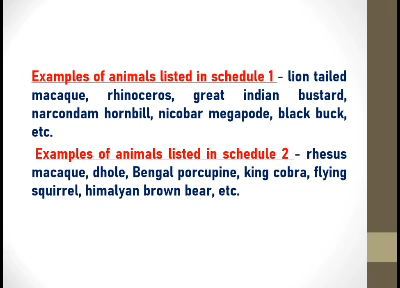 Examples of animals listed in schedule 1 - lion tailed
macaque, rhinoceros, great indian bustard,
narcondam hornbill, nicobar megapode, black buck,
etc.
Examples of animals listed in schedule 2 - rhesus
macaque, dhole, Bengal porcupine, king cobra, flying
squirrel, himalyan brown bear, etc.